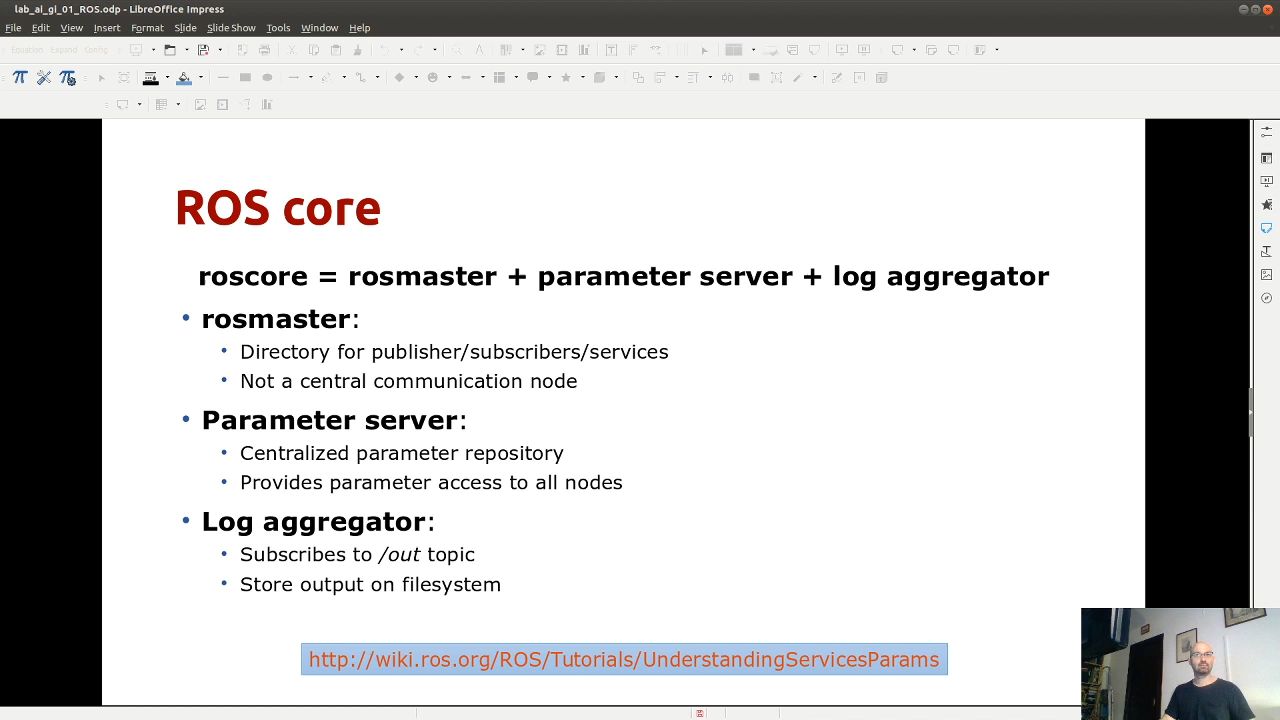 lab_al_gl_01_ROS.odp - LibreOffice Impress
File Edit View Insert Format Slide Slide Show Tools Window Help
Equation Expand Config
ROS core
roscore = rosmaster + parameter server + log aggregator
• rosmaster:
• Directory for publisher/subscribers/services
• Not a central communication node
• Parameter server:
• Centralized parameter repository
• Provides parameter access to all nodes
• Log aggregator:
• Subscribes to /out topic
• Store output on filesystem
http://wiki.ros.org/ROS/Tutorials/UnderstandingServicesParams